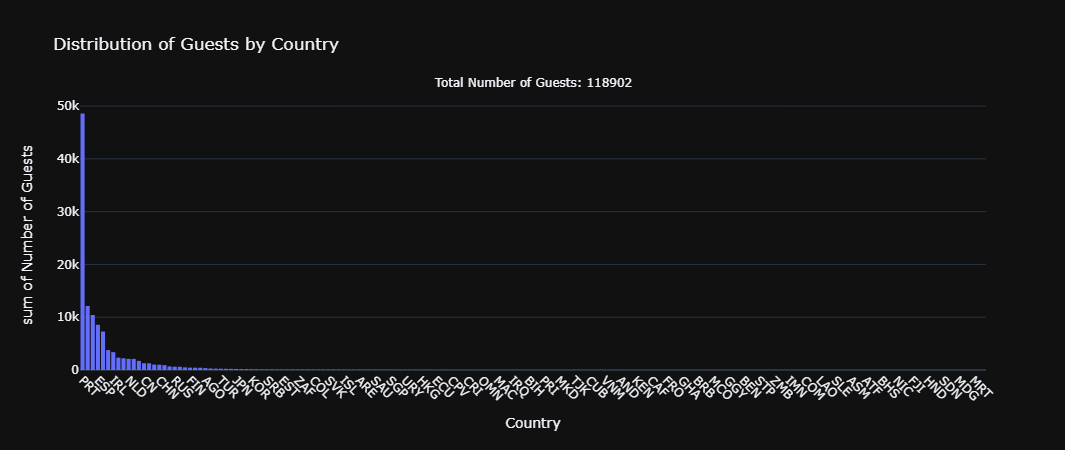 Distribution of Guests by Country
Total Number of Guests: 118902
50k
40k
30k
20k
10k
0
sum of Number of Guests
PRT ESP IRL NLD CN CHN RUS FIN AGO TUR JPN KOR SRB EST ZAF COL SVK ISL ARE SAU SGP URY HKG ECU CPV CRI OMN MAC IRQ BIH PRI MKD TJK CUB VNM AND KEN CAF FRO GHA BRB MCO GGY BEN STP ZMB IMN COM LAO SLE ASM ATF BHS NIC FJI HND SDN MDG MRT
Country